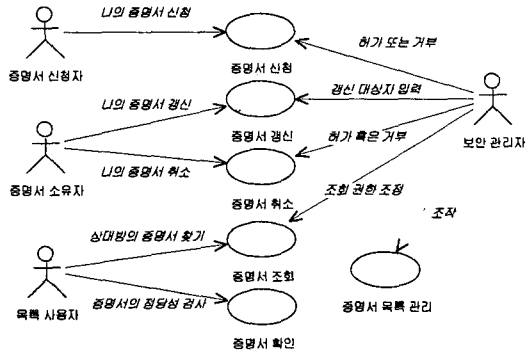 나의 증명서 신청
증명서 신청자
증명서 신청
허가 또는 거부
나의 증명서 갱신
갱신 대상자 입력
증명서 갱신
허가 혹은 거부
보안 관리자
증명서 소유자
나의 증명서 취소
증명서 취소
조회 권한 조정
조작
상대방의 증명서 찾기
증명서 조회
목록 사용자
증명서의 정당성 검사
증명서 목록 관리
증명서 확인